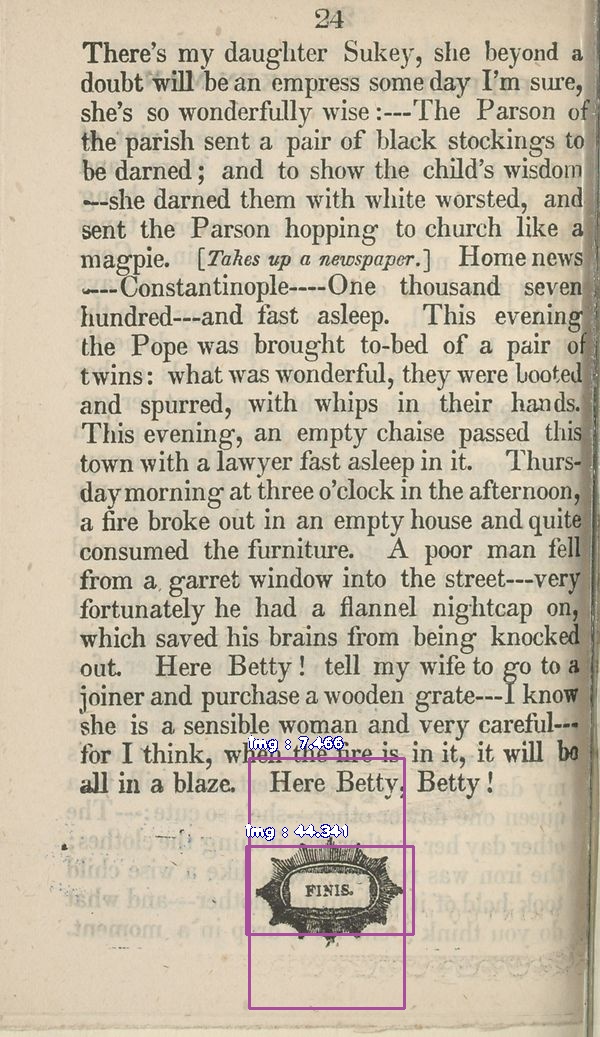 24
There's my daughter Sukey, she beyond a
doubt will be an empress some day I'm sure,
she's so wonderfully wise :---The Parson of
the parish sent a pair of black stockings to
be darned; and to show the child's wisdom
---she darned them with white worsted, and
sent the Parson hopping to church like a
magpie. [Takes up a newspaper.] Home news
----Constantinople----One thousand seven
hundred---and fast asleep. This evening
the Pope was brought to-bed of a pair of
twins: what was wonderful, they were booted
and spurred, with whips in their hands.
This evening, an empty chaise passed this
town with a lawyer fast asleep in it. Thurs-
day morning at three o'clock in the afternoon,
a fire broke out in an empty house and quite
consumed the furniture. A poor man fell
from a garret window into the street---very
fortunately he had a flannel nightcap on,
which saved his brains from being knocked
out. Here Betty! tell my wife to go to a
joiner and purchase a wooden grate---I know
she is a sensible woman and very careful---
img : 7.466
for I think, when the fire is in it, it will be
all in a blaze. Here Betty, Betty!
img : 44.341
FINIS.